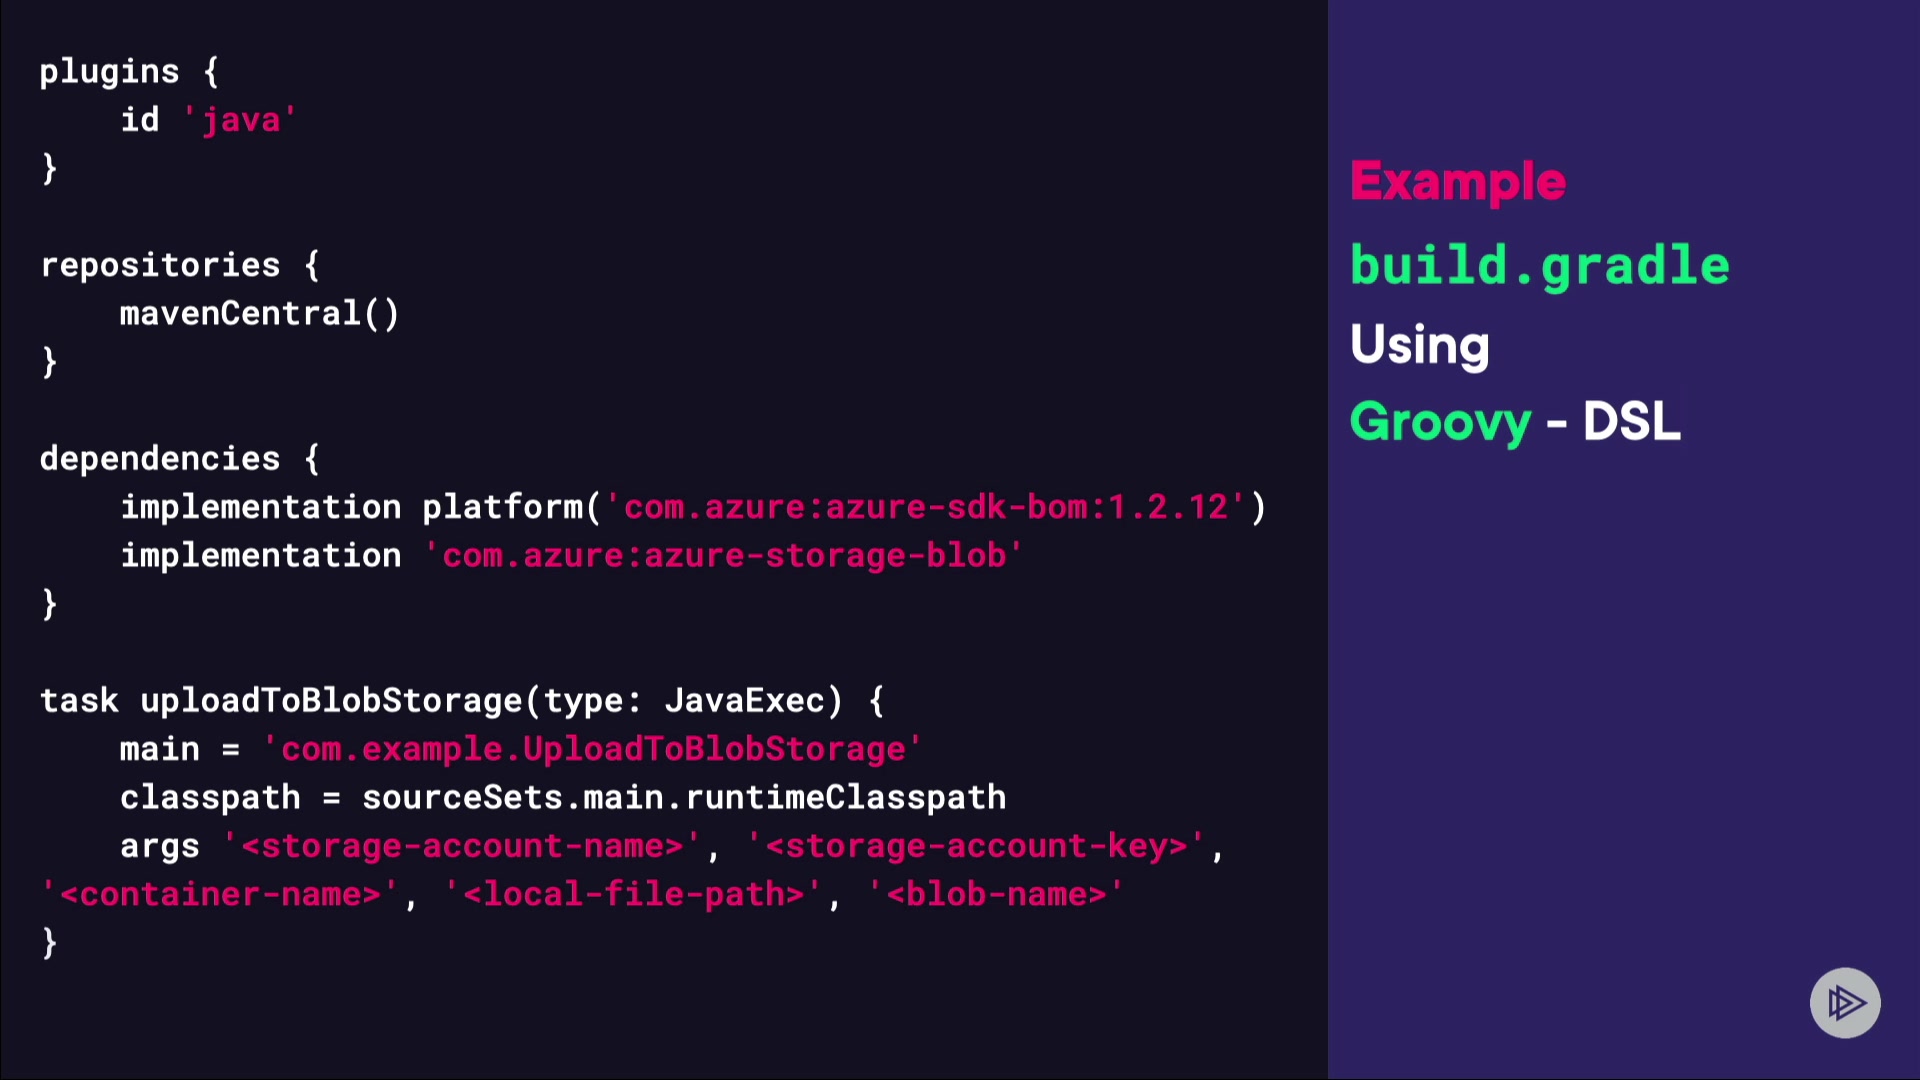 plugins {
id 'java'
}
repositories {
mavenCentral()
}
dependencies {
implementation platform('com.azure:azure-sdk-bom:1.2.12')
implementation 'com.azure:azure-storage-blob'
}
task uploadToBlobStorage(type: JavaExec) {
main = 'com.example.UploadToBlobStorage'
classpath = sourceSets.main.runtimeClasspath
args '<storage-account-name>', '<storage-account-key>',
'<container-name>', '<local-file-path>', '<blob-name>'
}
Example
build.gradle
Using
Groovy - DSL